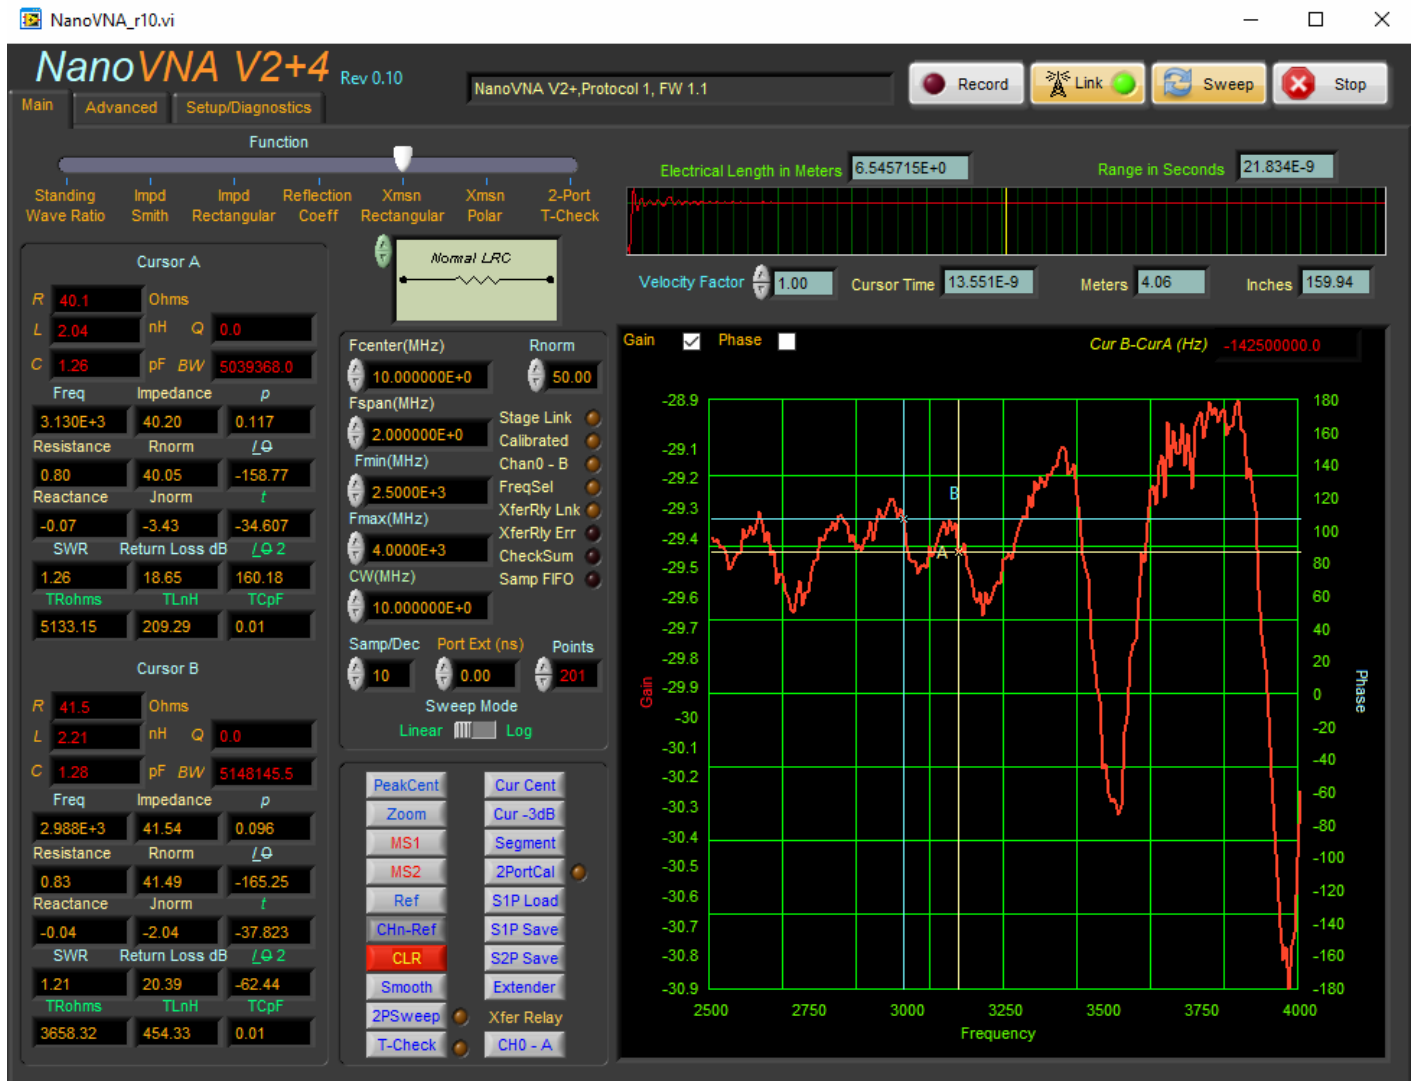 NanoVNA_r10.vi
NanoVNA V2+4 Rev 0.10
NanoVNA V2+,Protocol 1, FW 1.1
Record Link Sweep Stop
Main Advanced Setup/Diagnostics
Function
Standing Wave Ratio
Impd Smith
Impd Rectangular
Reflection Coeff
Xmsn Rectangular
Xmsn Polar
2-Port T-Check
Electrical Length in Meters 6.545715E+0 Range in Seconds 21.834E-9
Velocity Factor 1.00 Cursor Time 13.551E-9 Meters 4.06 Inches 159.94
Cursor A
R 40.1 Ohms
L 2.04 nH Q 0.0
C 1.26 pF BW 5039368.0
Freq Impedance p
3.130E+3 40.20 0.117
Resistance Rnorm / Θ
0.80 40.05 -158.77
Reactance Jnorm t
-0.07 -3.43 -34.607
SWR Return Loss dB / Θ 2
1.26 18.65 160.18
TRohms TLnH TCpF
5133.15 209.29 0.01
Cursor B
R 41.5 Ohms
L 2.21 nH Q 0.0
C 1.28 pF BW 5148145.5
Freq Impedance p
2.988E+3 41.54 0.096
Resistance Rnorm / Θ
0.83 41.49 -165.25
Reactance Jnorm t
-0.04 -2.04 -37.823
SWR Return Loss dB / Θ 2
1.21 20.39 -62.44
TRohms TLnH TCpF
3658.32 454.33 0.01
Normal LRC
Fcenter(MHz) Rnorm
10.000000E+0 50.00
Fspan(MHz)
2.000000E+0
Fmin(MHz)
2.5000E+3
Fmax(MHz)
4.0000E+3
CW(MHz)
10.000000E+0
Stage Link
Calibrated
Chan0 - B
FreqSel
XferRly Lnk
XferRly Err
CheckSum
Samp FIFO
Samp/Dec Port Ext (ns) Points
10 0.00 201
Sweep Mode
Linear Log
PeakCent Cur Cent
Zoom Cur -3dB
MS1 Segment
MS2 2PortCal
Ref S1P Load
CHn-Ref S1P Save
CLR S2P Save
Smooth Extender
2PSweep Xfer Relay
T-Check CH0 - A
Gain Phase Cur B-CurA (Hz) -142500000.0
-28.9
-29.1
-29.2
-29.3
-29.4
-29.5
-29.6
-29.7
-29.8
-29.9
-30
-30.1
-30.2
-30.3
-30.4
-30.5
-30.6
-30.7
-30.8
-30.9
Gain
B
A
180
160
140
120
100
80
60
40
20
0
-20
-40
-60
-80
-100
-120
-140
-160
-180
Phase
2500 2750 3000 3250 3500 3750 4000
Frequency